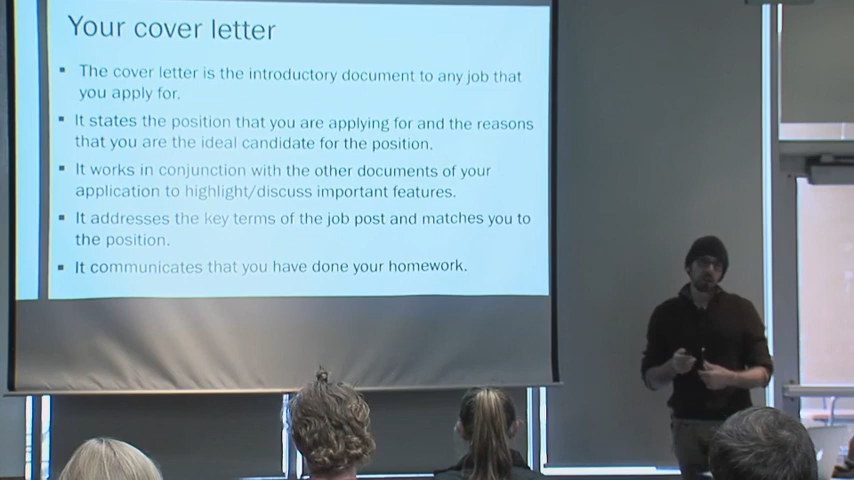 Your cover letter
▪ The cover letter is the introductory document to any job that
you apply for.
▪ It states the position that you are applying for and the reasons
that you are the ideal candidate for the position.
▪ It works in conjunction with the other documents of your
application to highlight/discuss important features.
▪ It addresses the key terms of the job post and matches you to
the position.
▪ It communicates that you have done your homework.